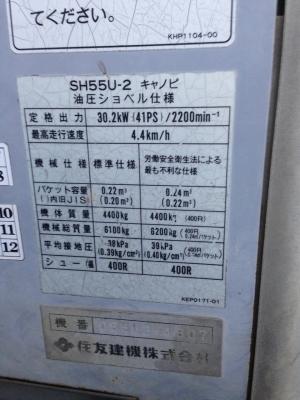 てください。
KHP1104-00
SH55U-2 キャノピ
油圧ショベル仕様
定格出力 30.2kW(41PS)/2200min⁻¹
最高走行速度 4.4km/h
機械仕様 標準仕様 労働安全衛生法による最も不利な仕様
バケット容量 0.22m³ 0.24m³
( )内旧JIS (0.20m³) (0.22m³)
機体質量 4400kg 4400kg (400R)
機械総質量 6100kg 6200kg
平均接地圧 38kPa 39kPa
(0.39kg/cm²) (0.40kg/cm²)
シュー幅 400R 400R
KEP0171-01
機番
住友建機株式会社
10
11
12